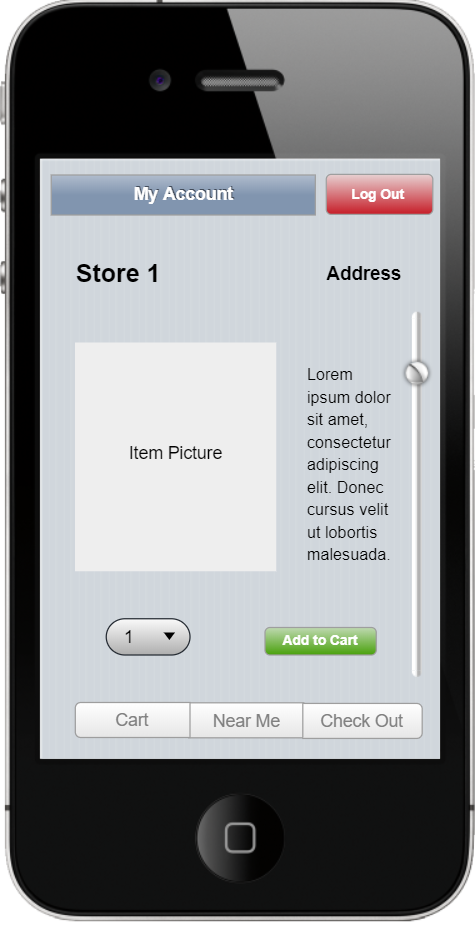 My Account
Log Out
Store 1
Address
Lorem
ipsum dolor
sit amet,
consectetur
adipiscing
elit. Donec
cursus velit
ut lobortis
malesuada.
Item Picture
1
Add to Cart
Cart
Near Me
Check Out